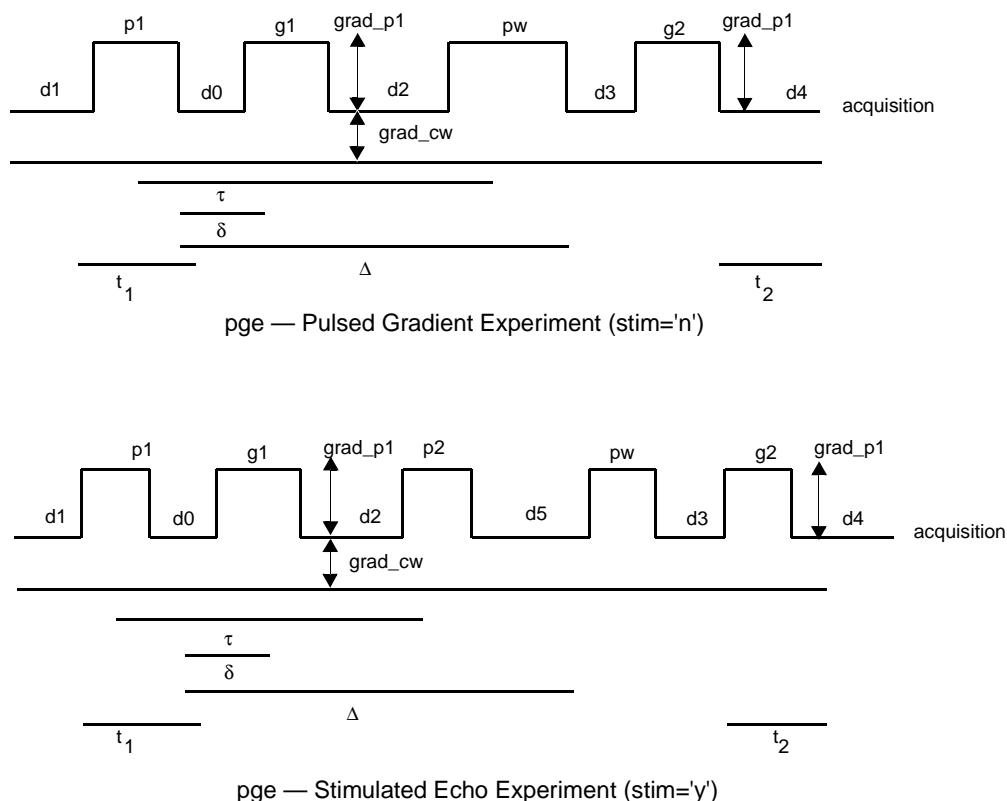 p1 g1 grad_p1 pw g2 grad_p1
d1 d0 d2 d3 d4 acquisition
grad_cw
τ
δ
Δ
t1 t2
pge — Pulsed Gradient Experiment (stim='n')
p1 g1 grad_p1 p2 pw g2 grad_p1
d1 d0 d2 d5 d3 d4 acquisition
grad_cw
τ
δ
Δ
t1 t2
pge — Stimulated Echo Experiment (stim='y')